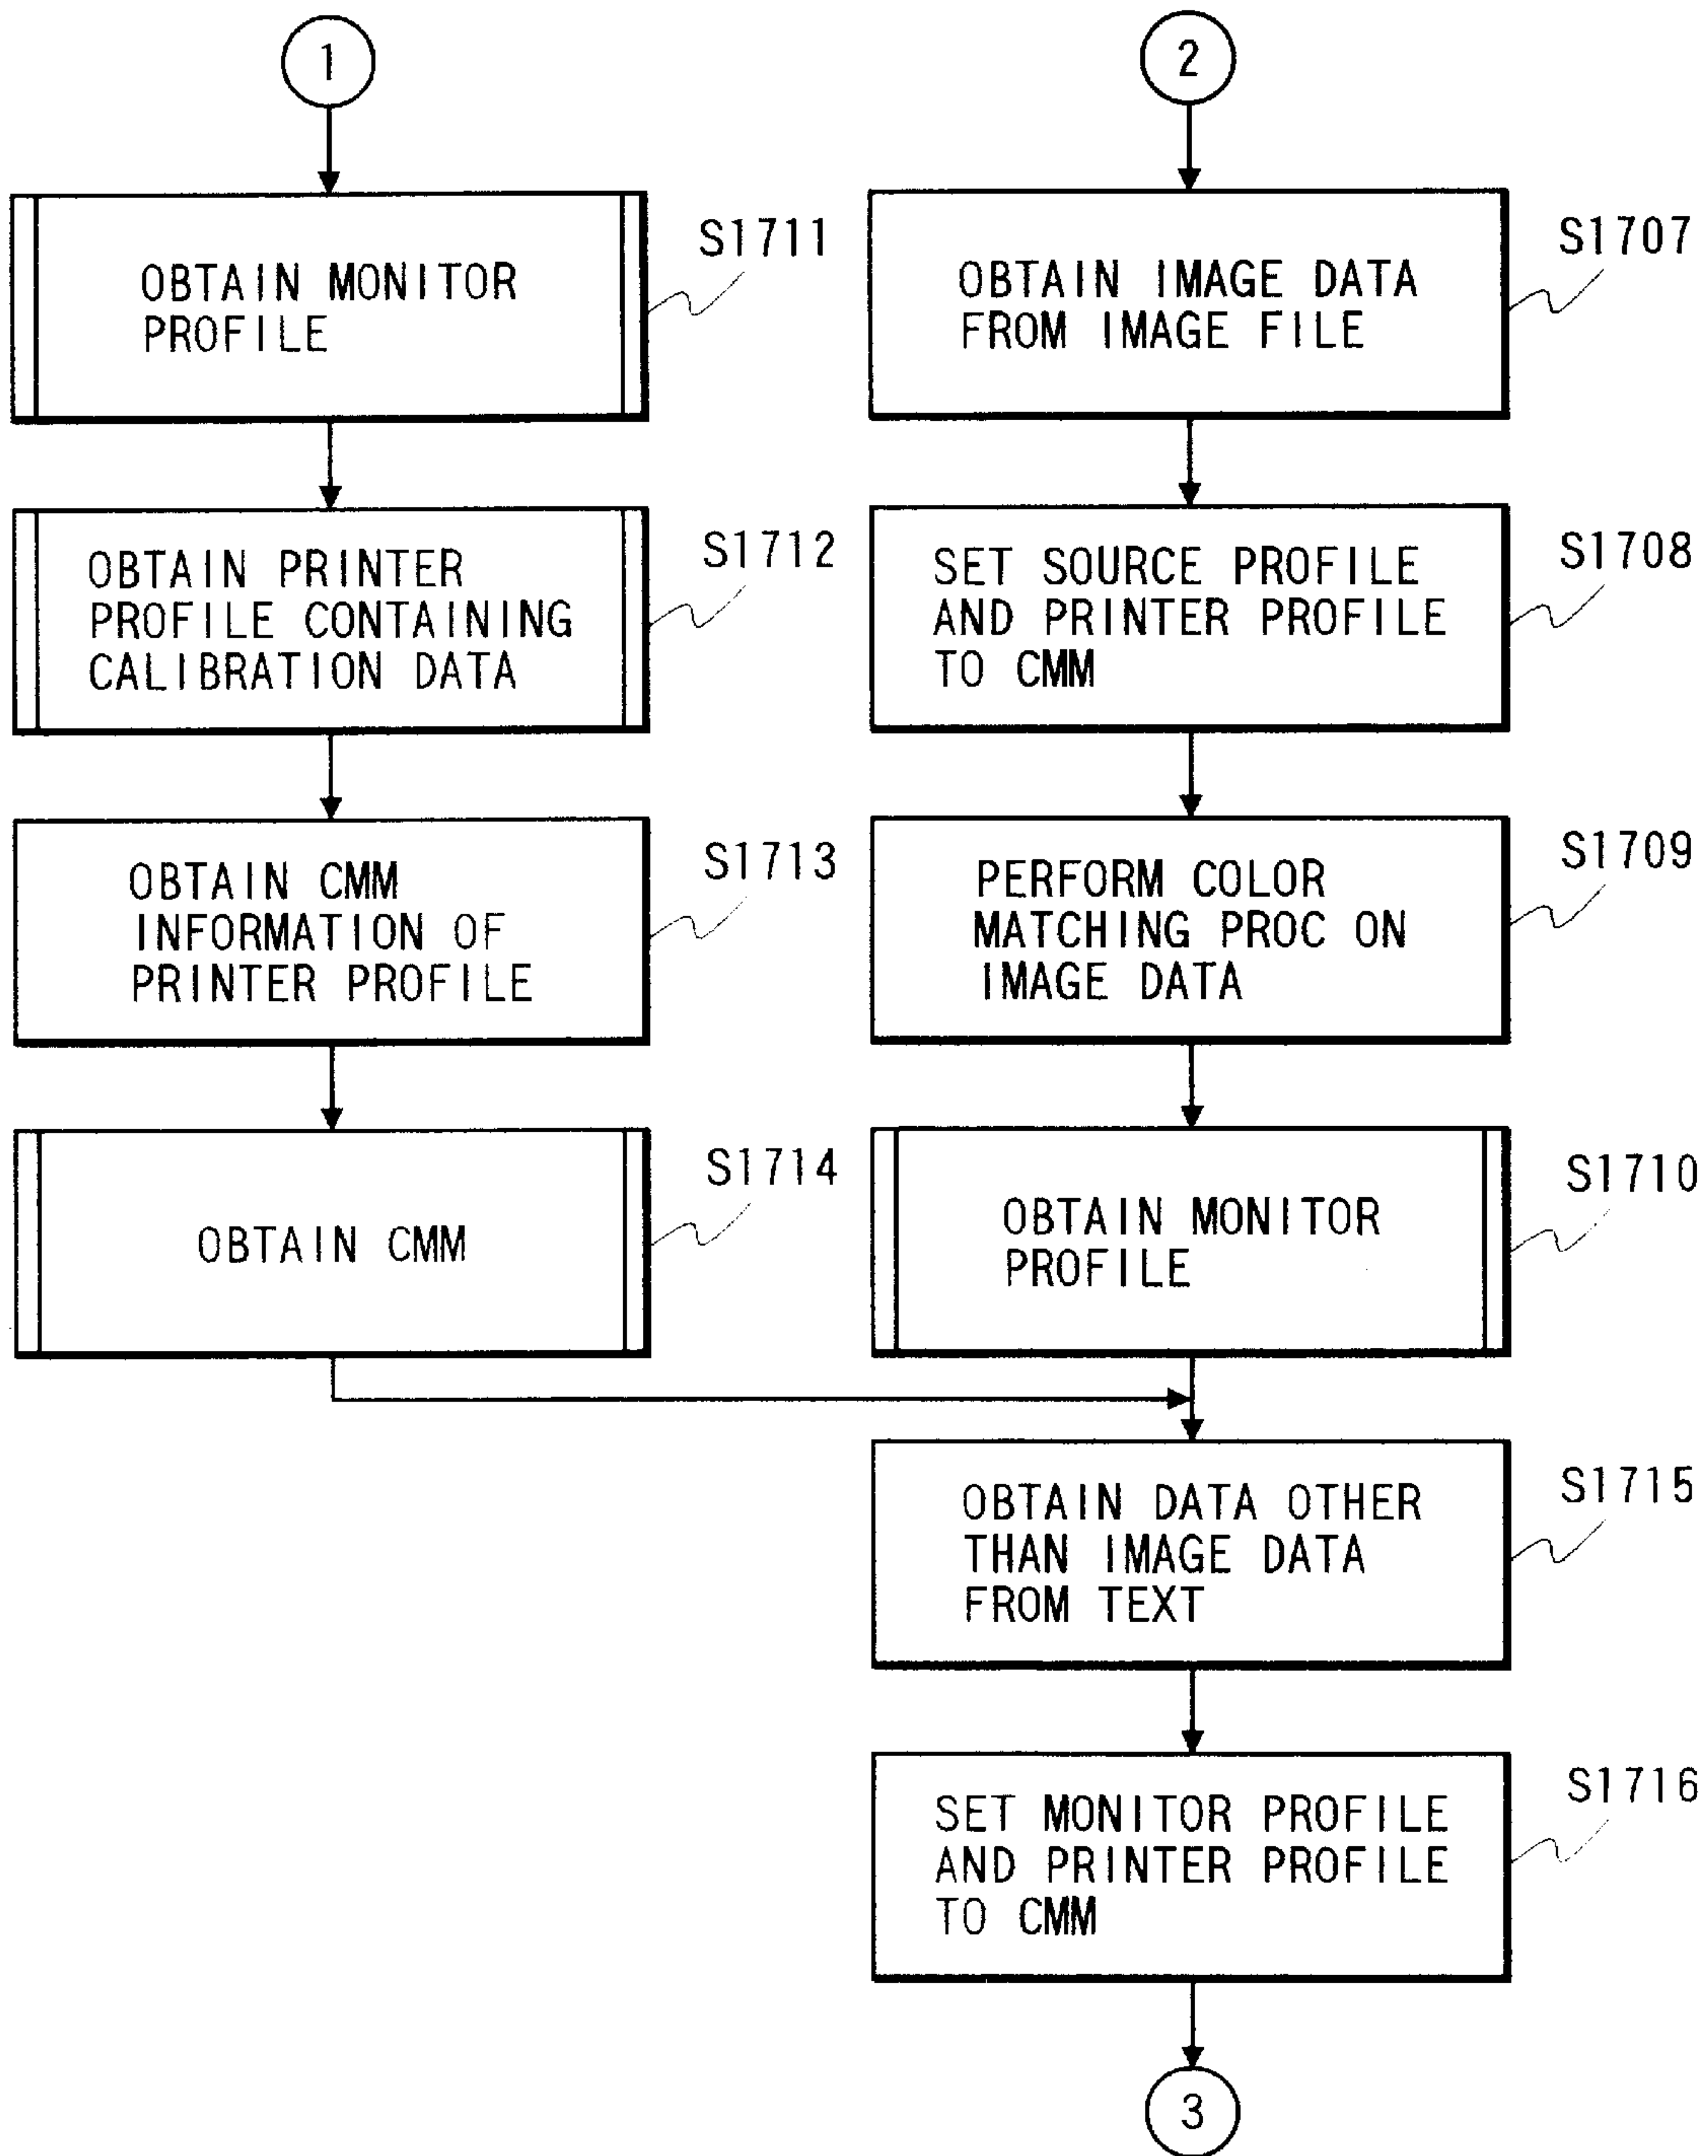 1
OBTAIN MONITOR
PROFILE
S1711
OBTAIN PRINTER
PROFILE CONTAINING
CALIBRATION DATA
S1712
OBTAIN CMM
INFORMATION OF
PRINTER PROFILE
S1713
OBTAIN CMM
S1714
2
OBTAIN IMAGE DATA
FROM IMAGE FILE
S1707
SET SOURCE PROFILE
AND PRINTER PROFILE
TO CMM
S1708
PERFORM COLOR
MATCHING PROC ON
IMAGE DATA
S1709
OBTAIN MONITOR
PROFILE
S1710
OBTAIN DATA OTHER
THAN IMAGE DATA
FROM TEXT
S1715
SET MONITOR PROFILE
AND PRINTER PROFILE
TO CMM
S1716
3